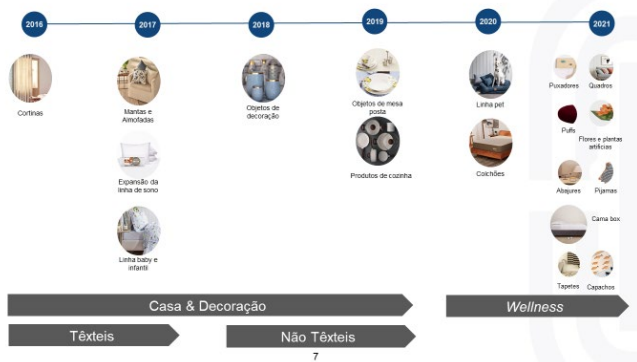 2016
2017
2018
2019
2020
2021
Cortinas
Mantas e
Almofadas
Expansão da
linha de sono
Linha baby e
infantil
Objetos de
decoração
Objetos de mesa
posta
Produtos de cozinha
Linha pet
Colchões
Puxadores
Quadros
Puffs
Flores e plantas
artificias
Abajures
Pijamas
Cama box
Tapetes
Capachos
Casa & Decoração
Wellness
Têxteis
Não Têxteis
7